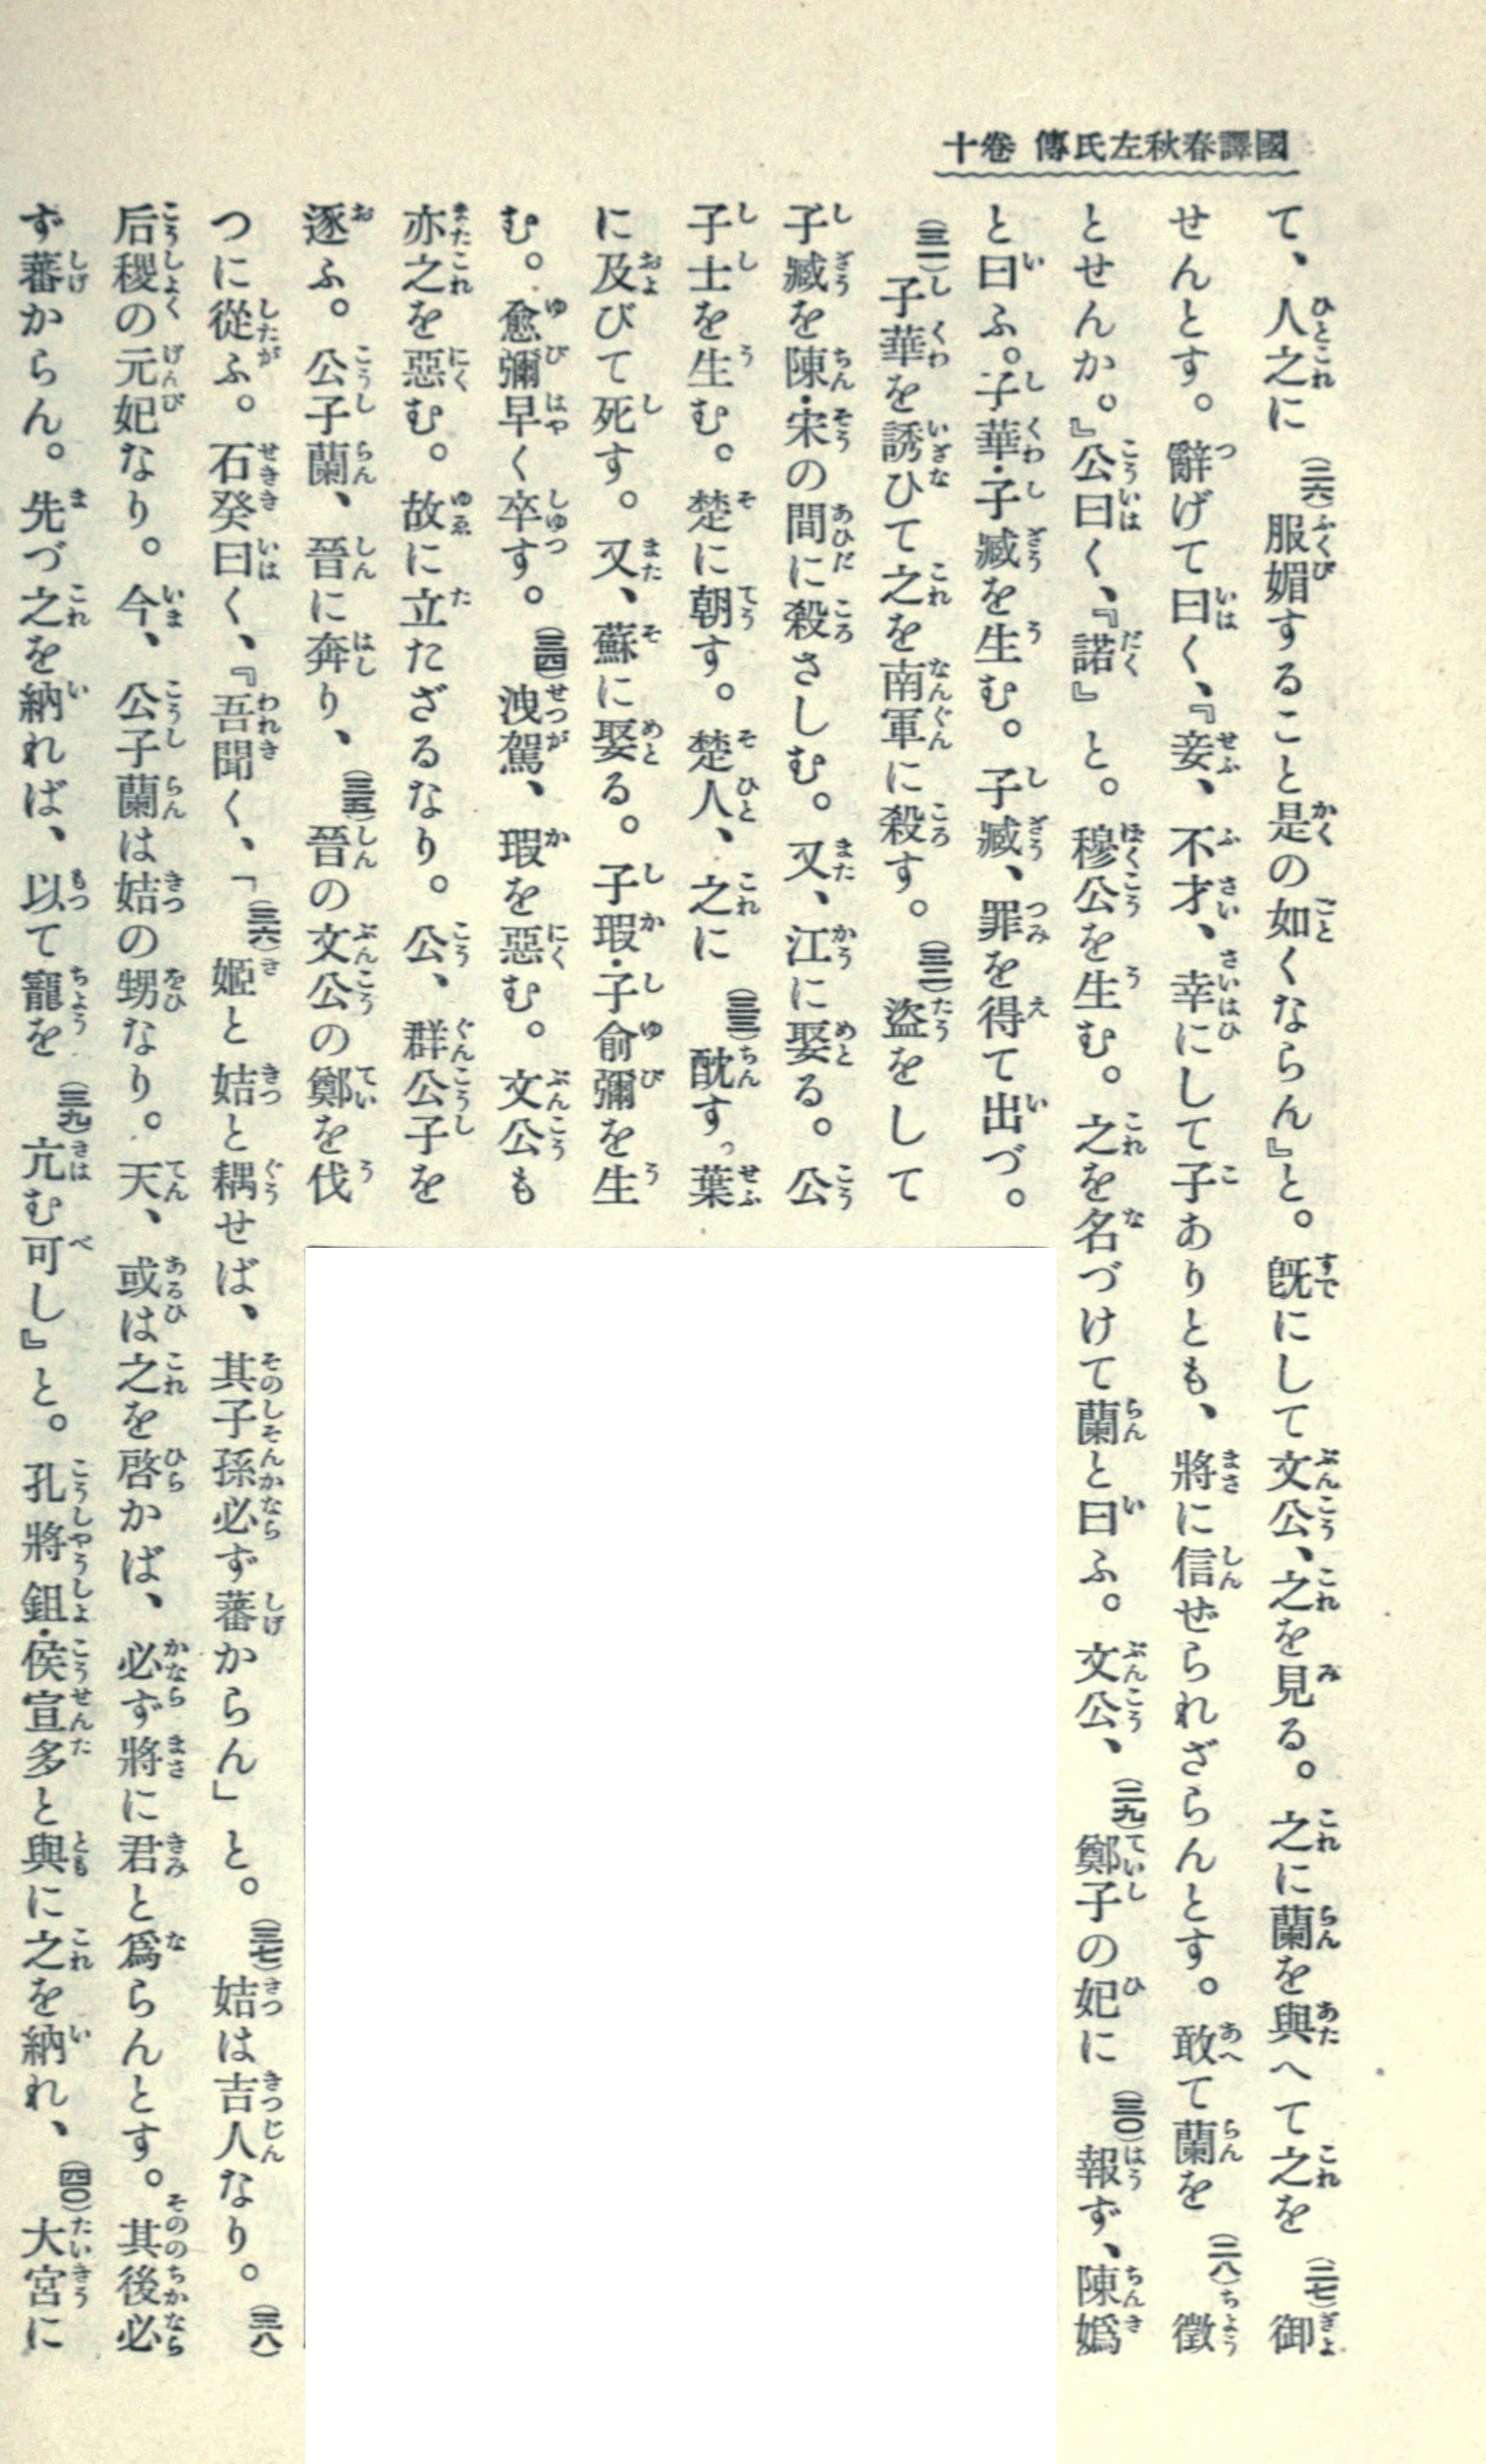 國譯春秋左氏傳 卷十
て、人之に(二六)服媚すること是の如くならん』と。既にして文公、之を見る。之に蘭を與へて之を(二七)御
せんとす。辭げて曰く、『妾、不才、幸にして子ありとも、將に信ぜられざらんとす。敢て蘭を(二八)徵
とせんか。』公曰く、『諾』と。穆公を生む。之を名づけて蘭と曰ふ。文公、(二九)鄭子の妃に(三〇)報ず、陳嬀
と曰ふ。子華・子臧を生む。子臧、罪を得て出づ。
(三一)子華を誘ひて之を南軍に殺す。(三二)盜をして
子臧を陳・宋の間に殺さしむ。又、江に娶る。公
子士を生む。楚に朝す。楚人、之に(三三)酖す。葉
に及びて死す。又、蘇に娶る。子瑕・子俞彌を生
む。愈彌早く卒す。(三四)洩駕、瑕を惡む。文公も
亦之を惡む。故に立たざるなり。公、群公子を
逐ふ。公子蘭、晉に奔り、(三五)晉の文公の鄭を伐
つに從ふ。石癸曰く、『吾聞く、「(三六)姬と姞と耦せば、其子孫必ず蕃からん」と。(三七)姞は吉人なり。(三八)
后稷の元妃なり。今、公子蘭は姞の甥なり。天、或は之を啓かば、必ず將に君と爲らんとす。其後必
ず蕃からん。先づ之を納れば、以て寵を(三九)亢む可し』と。孔將鉏・侯宣多と與に之を納れ、(四〇)大宮に